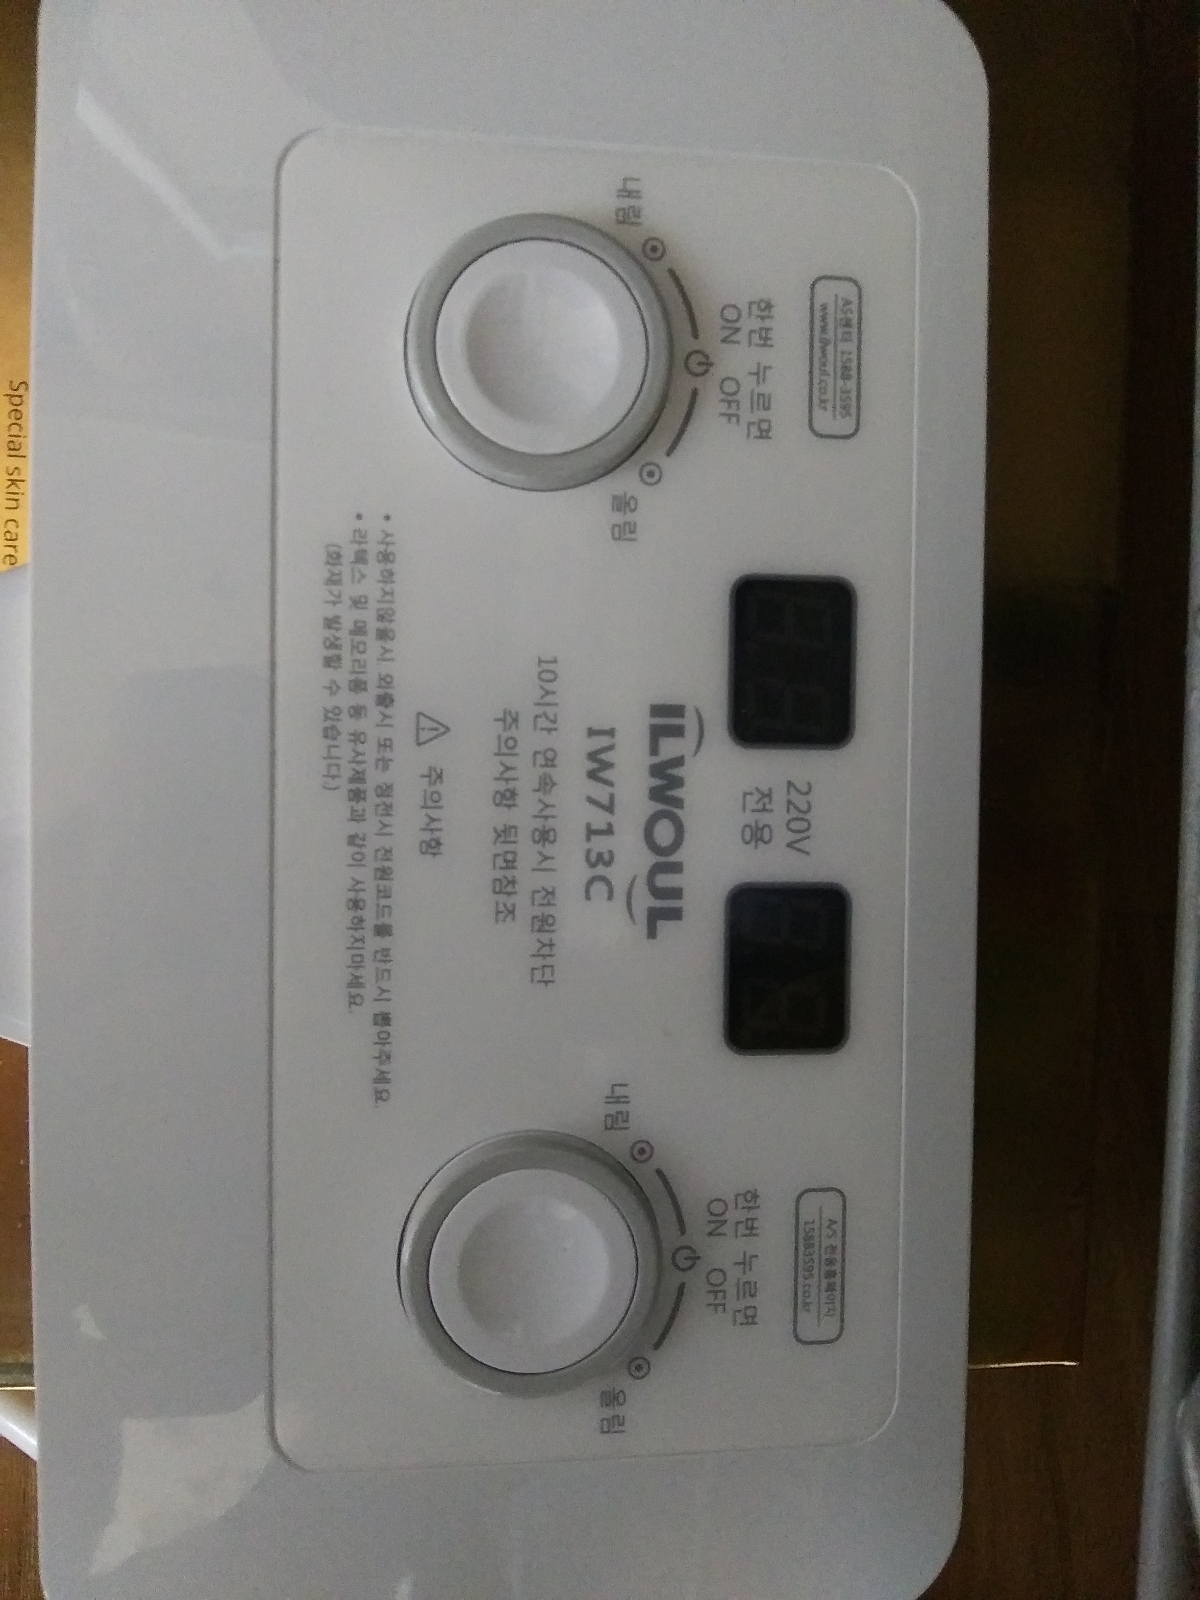 AS센터 1588-3595
www.ilwoul.co.kr
한번 누르면
ON OFF
내림
올림
220V
전용
ILWOUL
IW713C
10시간 연속사용시 전원차단
주의사항 뒷면참조
A/S 전용홈페이지
15883595.co.kr
한번 누르면
ON OFF
내림
올림
⚠ 주의사항
• 사용하지않을시, 외출시 또는 정전시 전원코드를 반드시 뽑아주세요.
• 라텍스 및 메모리폼 등 유사제품과 같이 사용하지마세요.
(화재가 발생할 수 있습니다.)
Special skin care